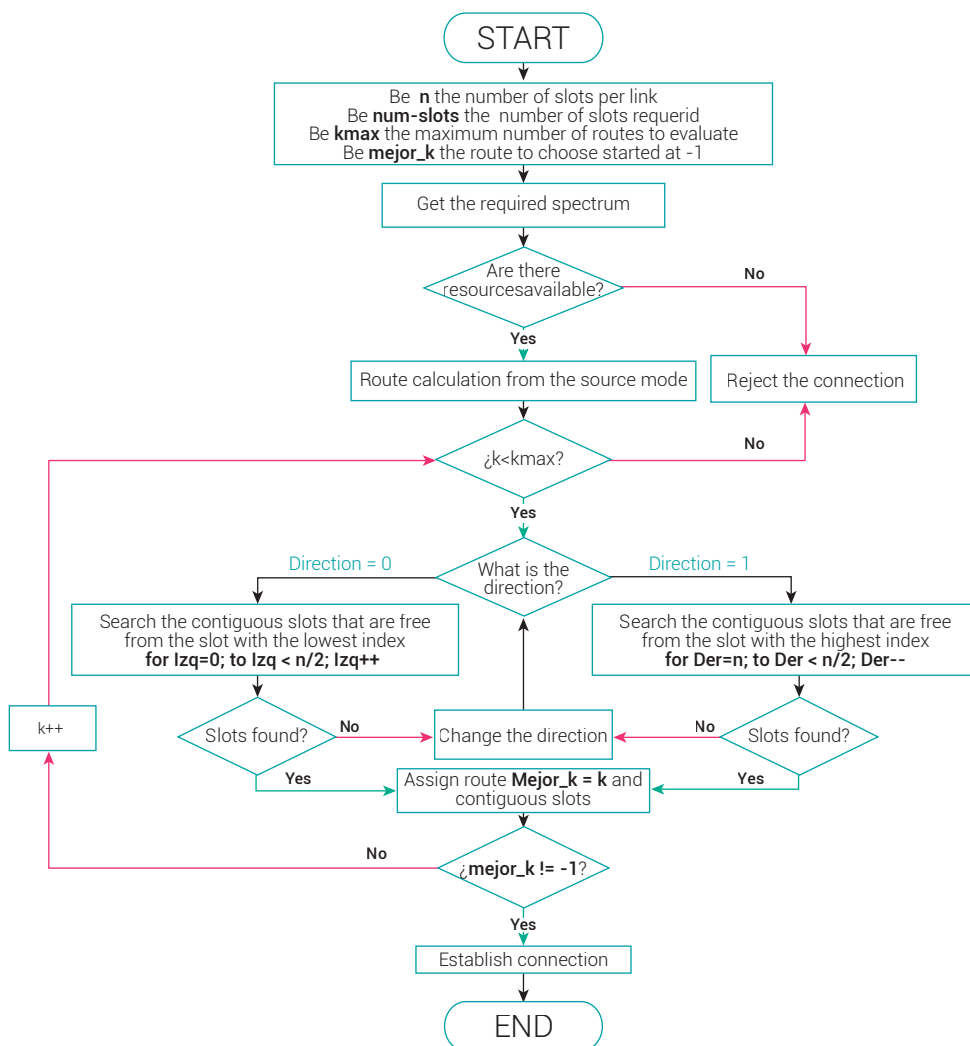 START
Be n the number of slots per link
Be num-slots the number of slots requerid
Be kmax the maximum number of routes to evaluate
Be mejor_k the route to choose started at -1
Get the required spectrum
Are there
resourcesavailable?
No
Yes
Route calculation from the source mode
Reject the connection
¿k<kmax?
No
Yes
Direction = 0
What is the
direction?
Direction = 1
Search the contiguous slots that are free
from the slot with the lowest index
for Izq=0; to Izq < n/2; Izq++
Search the contiguous slots that are free
from the slot with the highest index
for Der=n; to Der < n/2; Der--
k++
Slots found?
No
Change the direction
No
Slots found?
Yes
Assign route Mejor_k = k and
contiguous slots
Yes
No
¿mejor_k != -1?
Yes
Establish connection
END